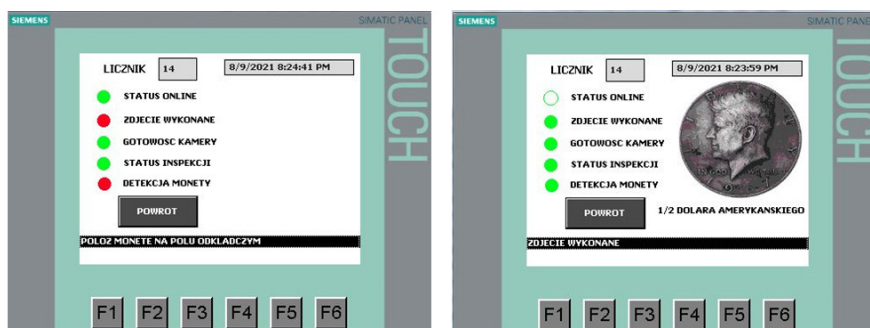 SIEMENS
SIMATIC PANEL
TOUCH
LICZNIK 14 8/9/2021 8:24:41 PM
STATUS ONLINE
ZDJECIE WYKONANE
GOTOWOSC KAMERY
STATUS INSPEKCJI
DETEKCJA MONETY
POWROT
POLOZ MONETE NA POLU ODKLADCZYM
F1 F2 F3 F4 F5 F6
SIEMENS
SIMATIC PANEL
TOUCH
LICZNIK 14 8/9/2021 8:23:59 PM
STATUS ONLINE
ZDJECIE WYKONANE
GOTOWOSC KAMERY
STATUS INSPEKCJI
DETEKCJA MONETY
POWROT
1/2 DOLARA AMERYKANSKIEGO
ZDJECIE WYKONANE
F1 F2 F3 F4 F5 F6